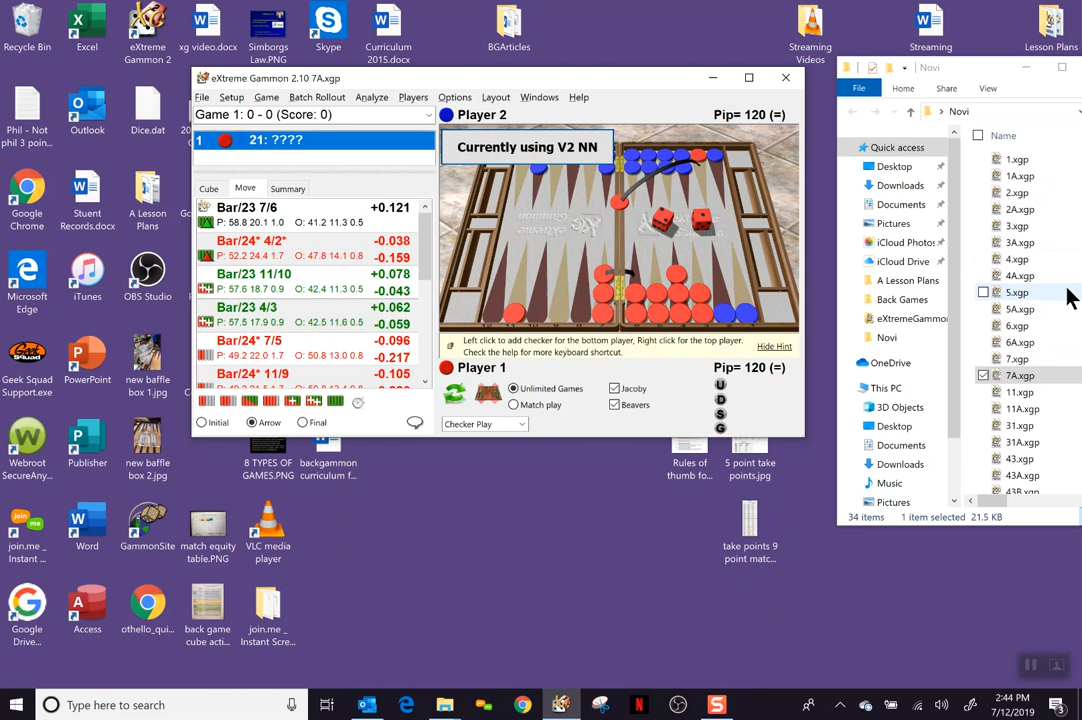 Recycle Bin
Excel
eXtreme
Gammon 2
xg video.docx
Simborgs
Law.PNG
Skype
Curriculum
2015.docx
BGArticles
Streaming
Videos
Streaming
Lesson Plans
Phil - Not
phil 3 poin...
Outlook
Dice.dat
Google
Chrome
Stuent
Records.docx
A Lesson
Plans
Microsoft
Edge
iTunes
OBS Studio
Geek Squad
Support.exe
PowerPoint
new baffle
box 2.jpg
new baffle
box 1.jpg
Webroot
SecureAny...
Publisher
join.me _
Instant ...
Word
GammonSite
match equity
table.PNG
VLC media
player
Google
Drive...
Access
othello_qui...
back game
cube acti...
join.me _
Instant Scre...
8 TYPES OF
GAMES.PNG
backgammon
curriculum f...
Rules of
thumb fo...
5 point take
points.jpg
take points 9
point matc...
eXtreme Gammon 2.10 7A.xgp
File Setup Game Batch Rollout Analyze Players Options Layout Windows Help
Game 1: 0 - 0 (Score: 0)
1 21: ????
Cube Move Summary
Bar/23 7/6 +0.121
P: 58.8 20.1 1.0 O: 41.2 11.3 0.5
Bar/24* 4/2* -0.038
P: 52.2 24.4 1.7 O: 47.8 14.1 0.8 -0.159
Bar/23 11/10 +0.078
P: 57.6 18.7 0.9 O: 42.4 11.3 0.5 -0.043
Bar/23 4/3 +0.062
P: 57.5 17.9 0.9 O: 42.5 11.6 0.5 -0.059
Bar/24* 7/5 -0.096
P: 49.2 22.0 1.7 O: 50.8 13.0 0.8 -0.217
Bar/24* 11/9 -0.105
Initial Arrow Final
Player 2 Pip= 120 (=)
Currently using V2 NN
Left click to add checker for the bottom player, Right click for the top player.
Check the help for more keyboard shortcut.
Hide Hint
Player 1 Pip= 120 (=)
Unlimited Games
Match play
Jacoby
Beavers
Checker Play
U
D
S
G
Novi
File Home Share View
Novi
Quick access
Desktop
Downloads
Documents
Pictures
iCloud Photos
iCloud Drive
A Lesson Plans
Back Games
eXtremeGammon
Novi
OneDrive
This PC
3D Objects
Desktop
Documents
Downloads
Music
Pictures
Name
1.xgp
1A.xgp
2.xgp
2A.xgp
3.xgp
3A.xgp
4.xgp
4A.xgp
5.xgp
5A.xgp
6.xgp
6A.xgp
7.xgp
7A.xgp
11.xgp
11A.xgp
31.xgp
31A.xgp
43.xgp
43A.xgp
43B.xgp
34 items 1 item selected 21.5 KB
Type here to search
2:44 PM
7/12/2019
3